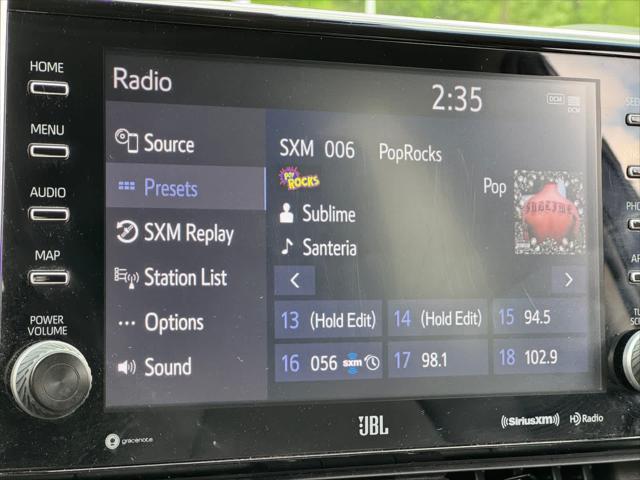 HOME
MENU
AUDIO
MAP
POWER
VOLUME
Radio
2:35
DCM
DCM
Source
Presets
SXM Replay
Station List
Options
Sound
SXM 006 PopRocks
POP
ROCKS
Pop
SUBLIME
Sublime
Santeria
13 (Hold Edit)
14 (Hold Edit)
15 94.5
16 056 sxm
17 98.1
18 102.9
gracenote
JBL
((SiriusXM))
HD Radio